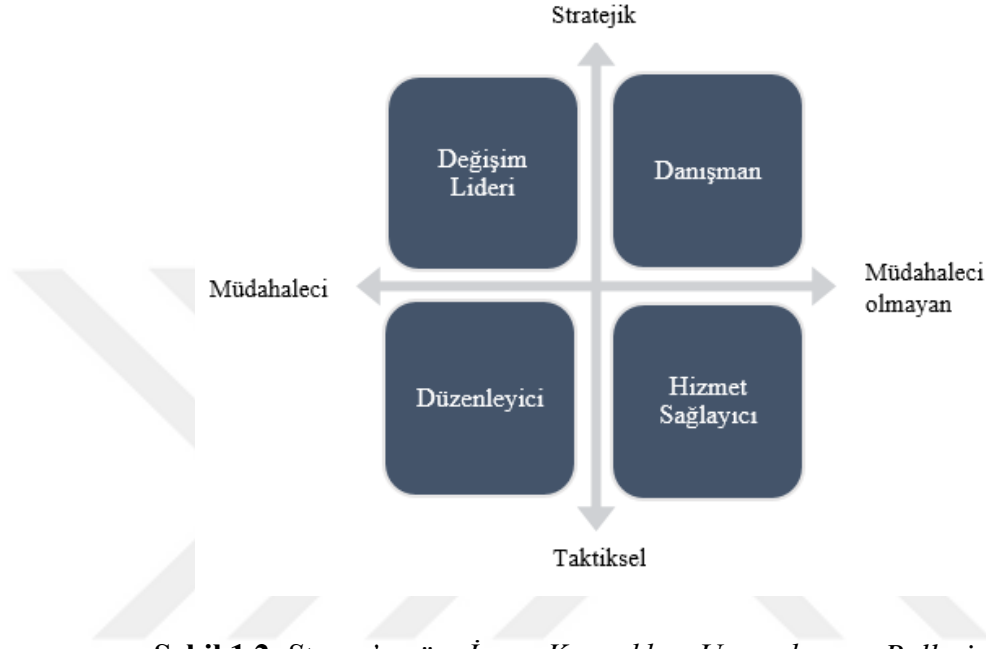 Stratejik
Değişim
Lideri
Danışman
Müdahaleci
Müdahaleci
olmayan
Düzenleyici
Hizmet
Sağlayıcı
Taktiksel